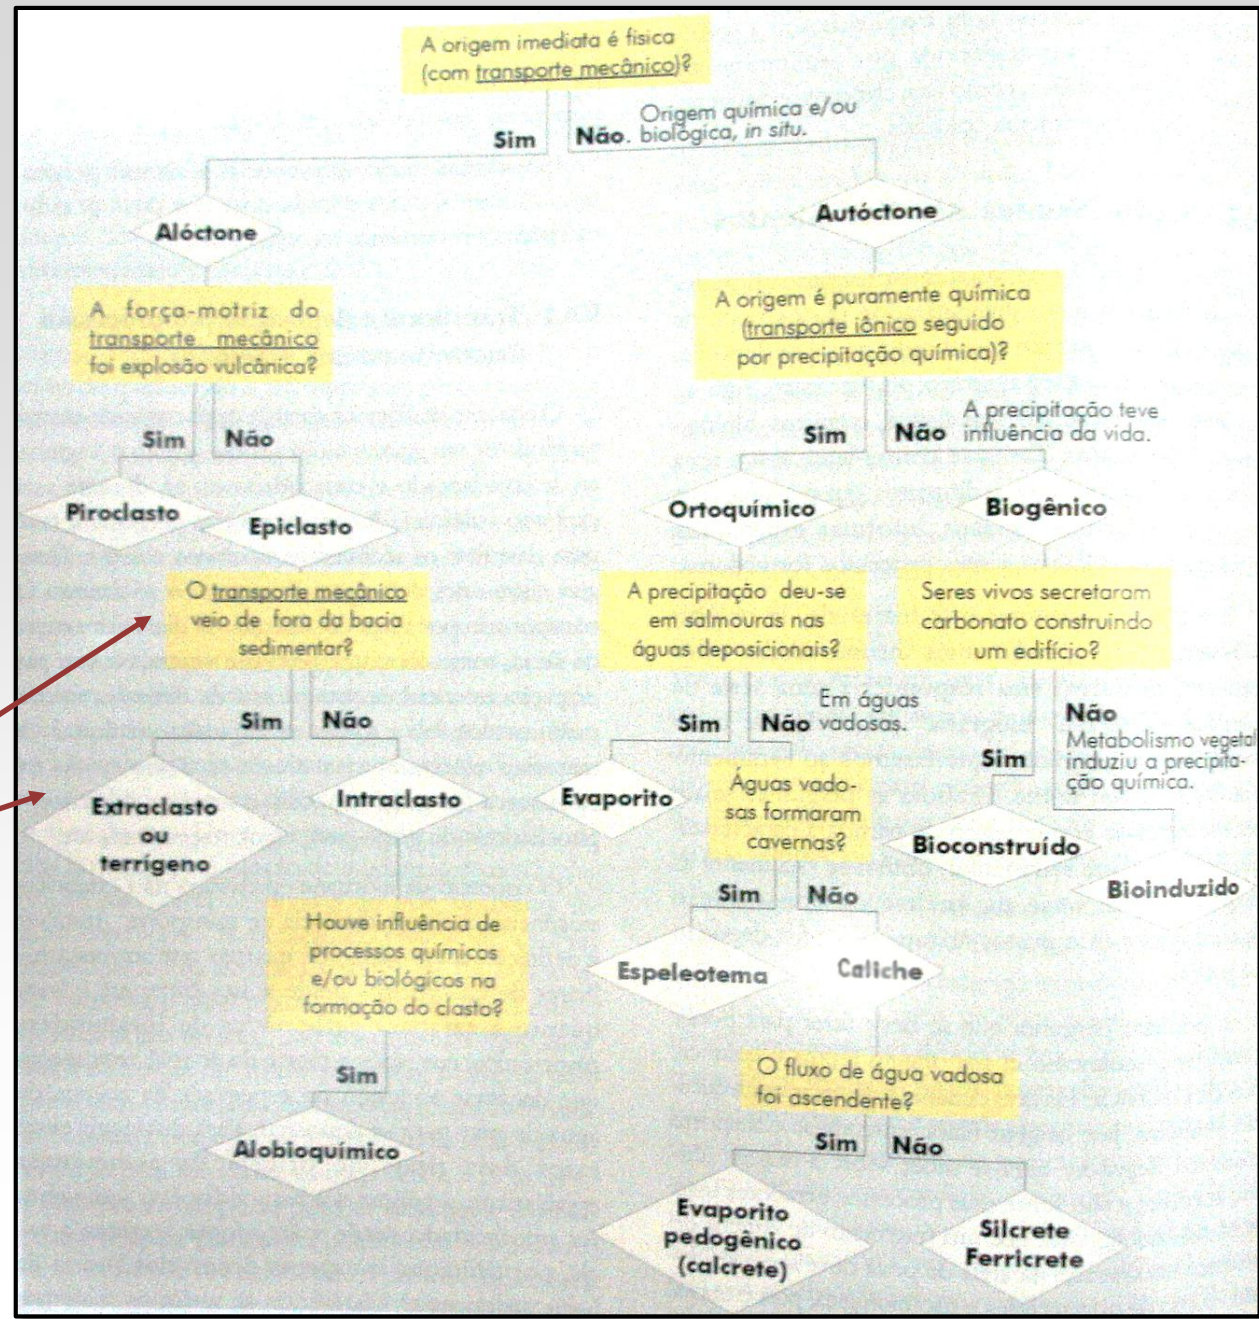 A origem imediata é física
(com transporte mecânico)?
Sim
Não. Origem química e/ou
biológica, in situ.
Alóctone
Autóctone
A força-motriz do
transporte mecânico
foi explosão vulcânica?
A origem é puramente química
(transporte iônico seguido
por precipitação química)?
Sim
Não
Sim
Não
A precipitação teve
influência da vida.
Piroclasto
Epiclasto
Ortoquímico
Biogênico
O transporte mecânico
veio de fora da bacia
sedimentar?
A precipitação deu-se
em salmouras nas
águas deposicionais?
Seres vivos secretaram
carbonato construindo
um edifício?
Sim
Não
Sim
Não
Em águas
vadosas.
Sim
Não
Metabolismo vegetal
induziu a precipita-
ção química.
Extraclasto
ou
terrígeno
Intraclasto
Evaporito
Águas vado-
sas formaram
cavernas?
Bioconstruído
Bioinduzido
Sim
Não
Houve influência de
processos químicos
e/ou biológicos na
formação do clasto?
Espeleotema
Caliche
Sim
O fluxo de água vadosa
foi ascendente?
Alobioquímico
Sim
Não
Evaporito
pedogênico
(calcrete)
Silcrete
Ferricrete